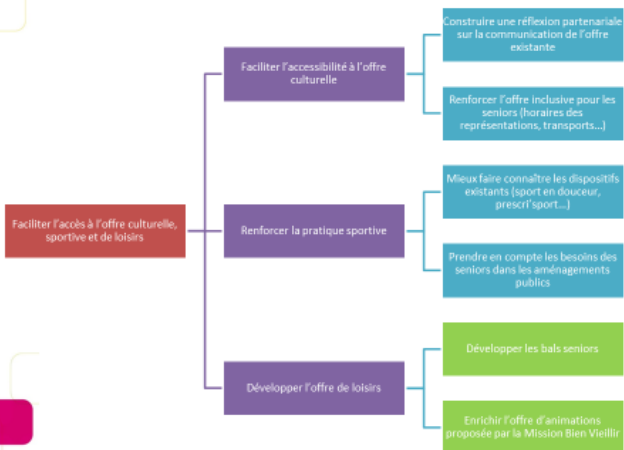 Construire une réflexion partenariale
sur la communication de l'offre
existante
Faciliter l'accessibilité à l'offre
culturelle
Renforcer l'offre inclusive pour les
seniors (horaires des
représentations, transports...)
Mieux faire connaître les dispositifs
existants (sport en douceur,
prescri'sport...)
Faciliter l'accès à l'offre culturelle,
sportive et de loisirs
Renforcer la pratique sportive
Prendre en compte les besoins des
seniors dans les aménagements
publics
Développer les bals seniors
Développer l'offre de loisirs
Enrichir l'offre d'animations
proposée par la Mission Bien Vieillir